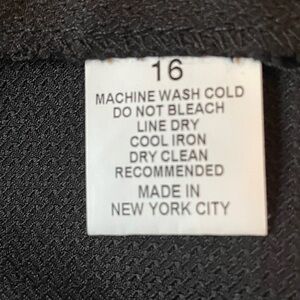 16
MACHINE WASH COLD
DO NOT BLEACH
LINE DRY
COOL IRON
DRY CLEAN
RECOMMENDED
MADE IN
NEW YORK CITY